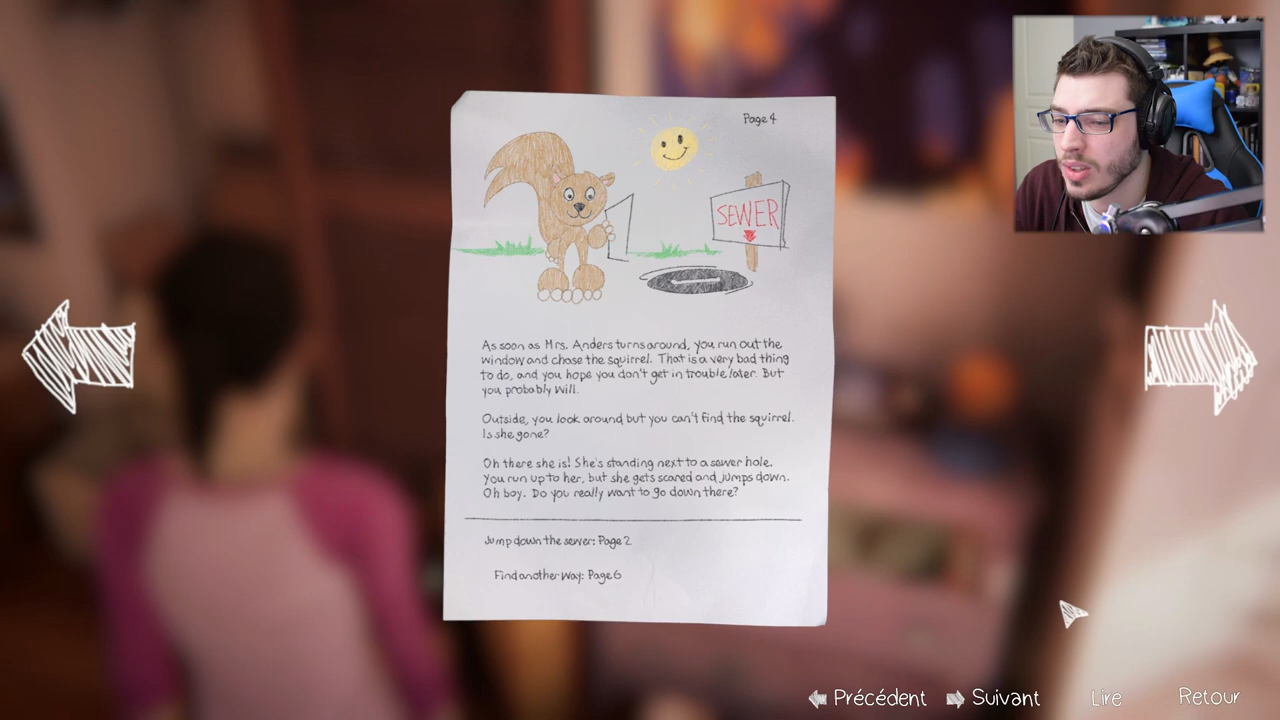 Page 4
SEWER
As soon as Mrs. Anders turns around, you run out the
window and chase the squirrel. That is a very bad thing
to do, and you hope you don't get in trouble later. But
you probably will.
Outside, you look around but you can't find the squirrel.
Is she gone?
Oh there she is! She's standing next to a sewer hole.
You run up to her, but she gets scared and jumps down.
Oh boy. Do you really want to go down there?
Jump down the sewer: Page 2
Find another Way: Page 6
Précédent Suivant Lire Retour